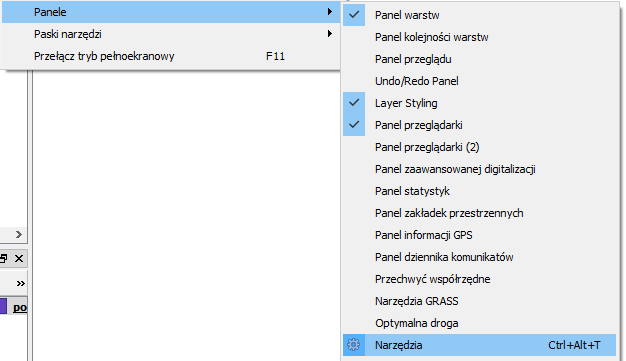 Panele
Paski narzędzi
Przełącz tryb pełnoekranowy F11
Panel warstw
Panel kolejności warstw
Panel przeglądu
Undo/Redo Panel
Layer Styling
Panel przeglądarki
Panel przeglądarki (2)
Panel zaawansowanej digitalizacji
Panel statystyk
Panel zakładek przestrzennych
Panel informacji GPS
Panel dziennika komunikatów
Przechwyć współrzędne
Narzędzia GRASS
Optymalna droga
Narzędzia Ctrl+Alt+T
po